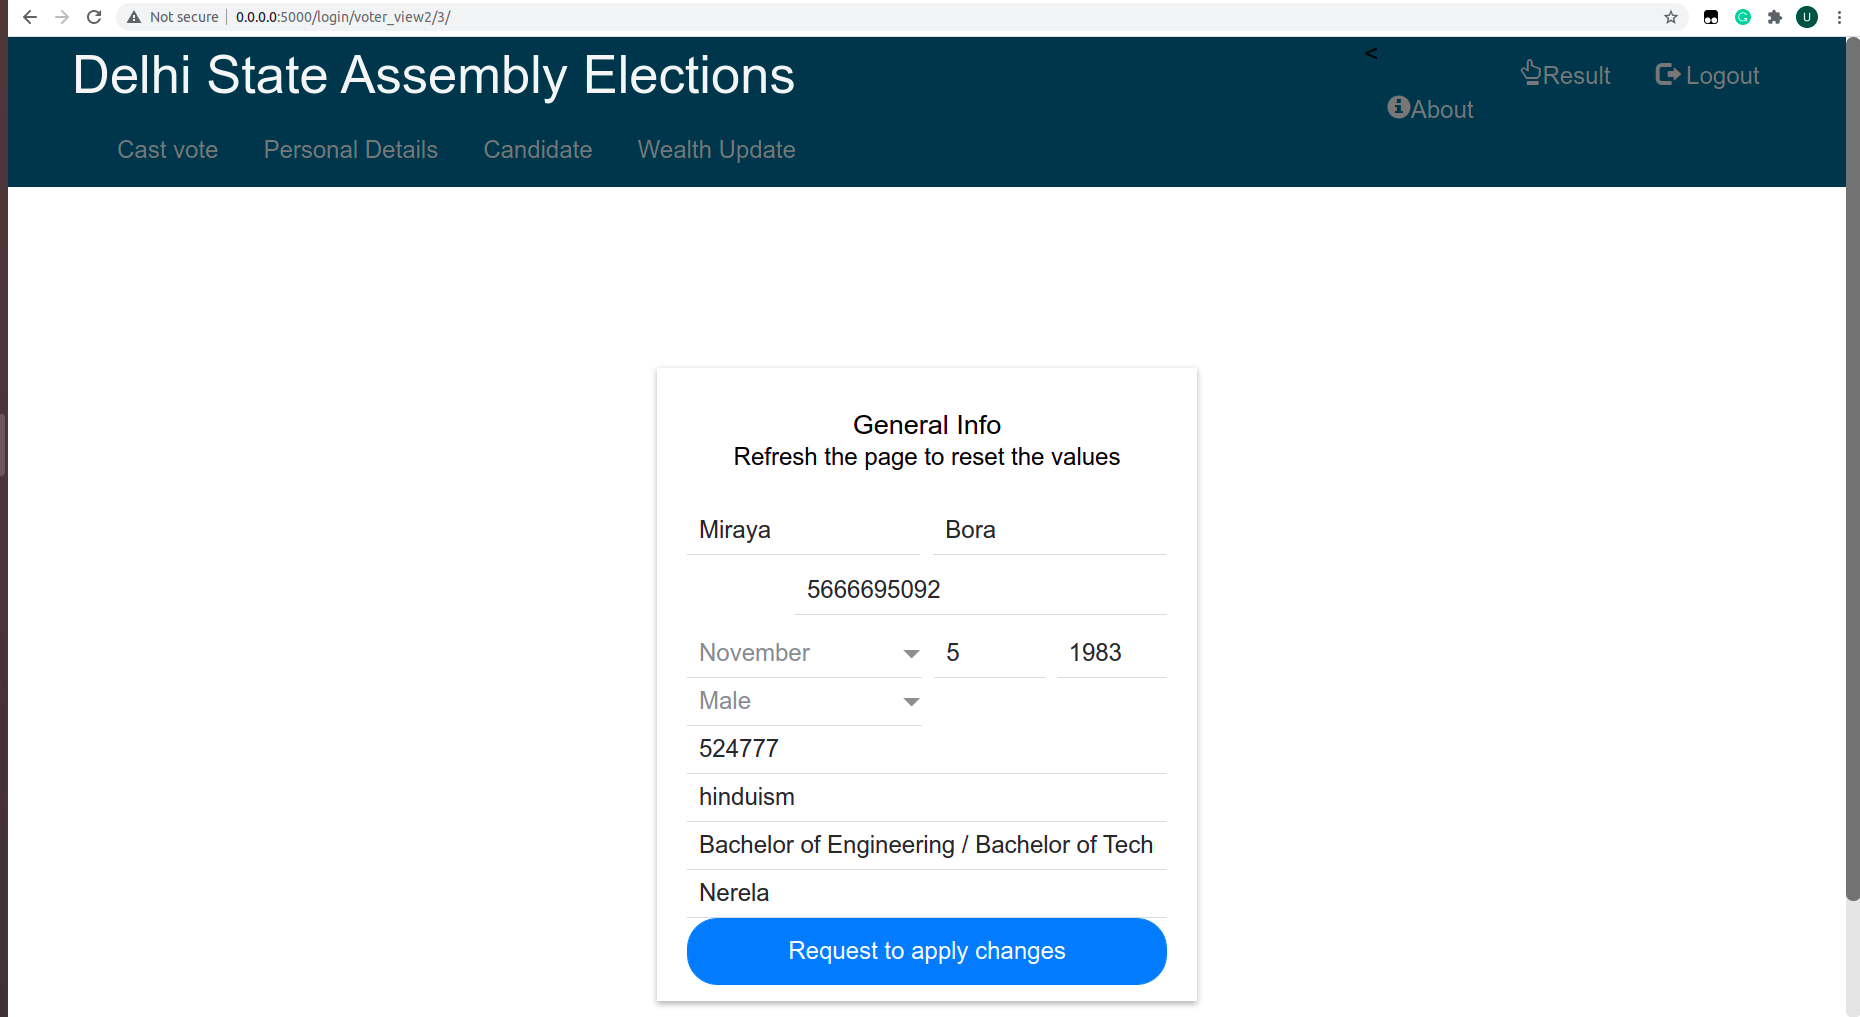 Not secure 0.0.0.0:5000/login/voter_view2/3/
U
Delhi State Assembly Elections
<
Result Logout
About
Cast vote Personal Details Candidate Wealth Update
General Info
Refresh the page to reset the values
Miraya Bora
5666695092
November 5 1983
Male
524777
hinduism
Bachelor of Engineering / Bachelor of Tech
Nerela
Request to apply changes